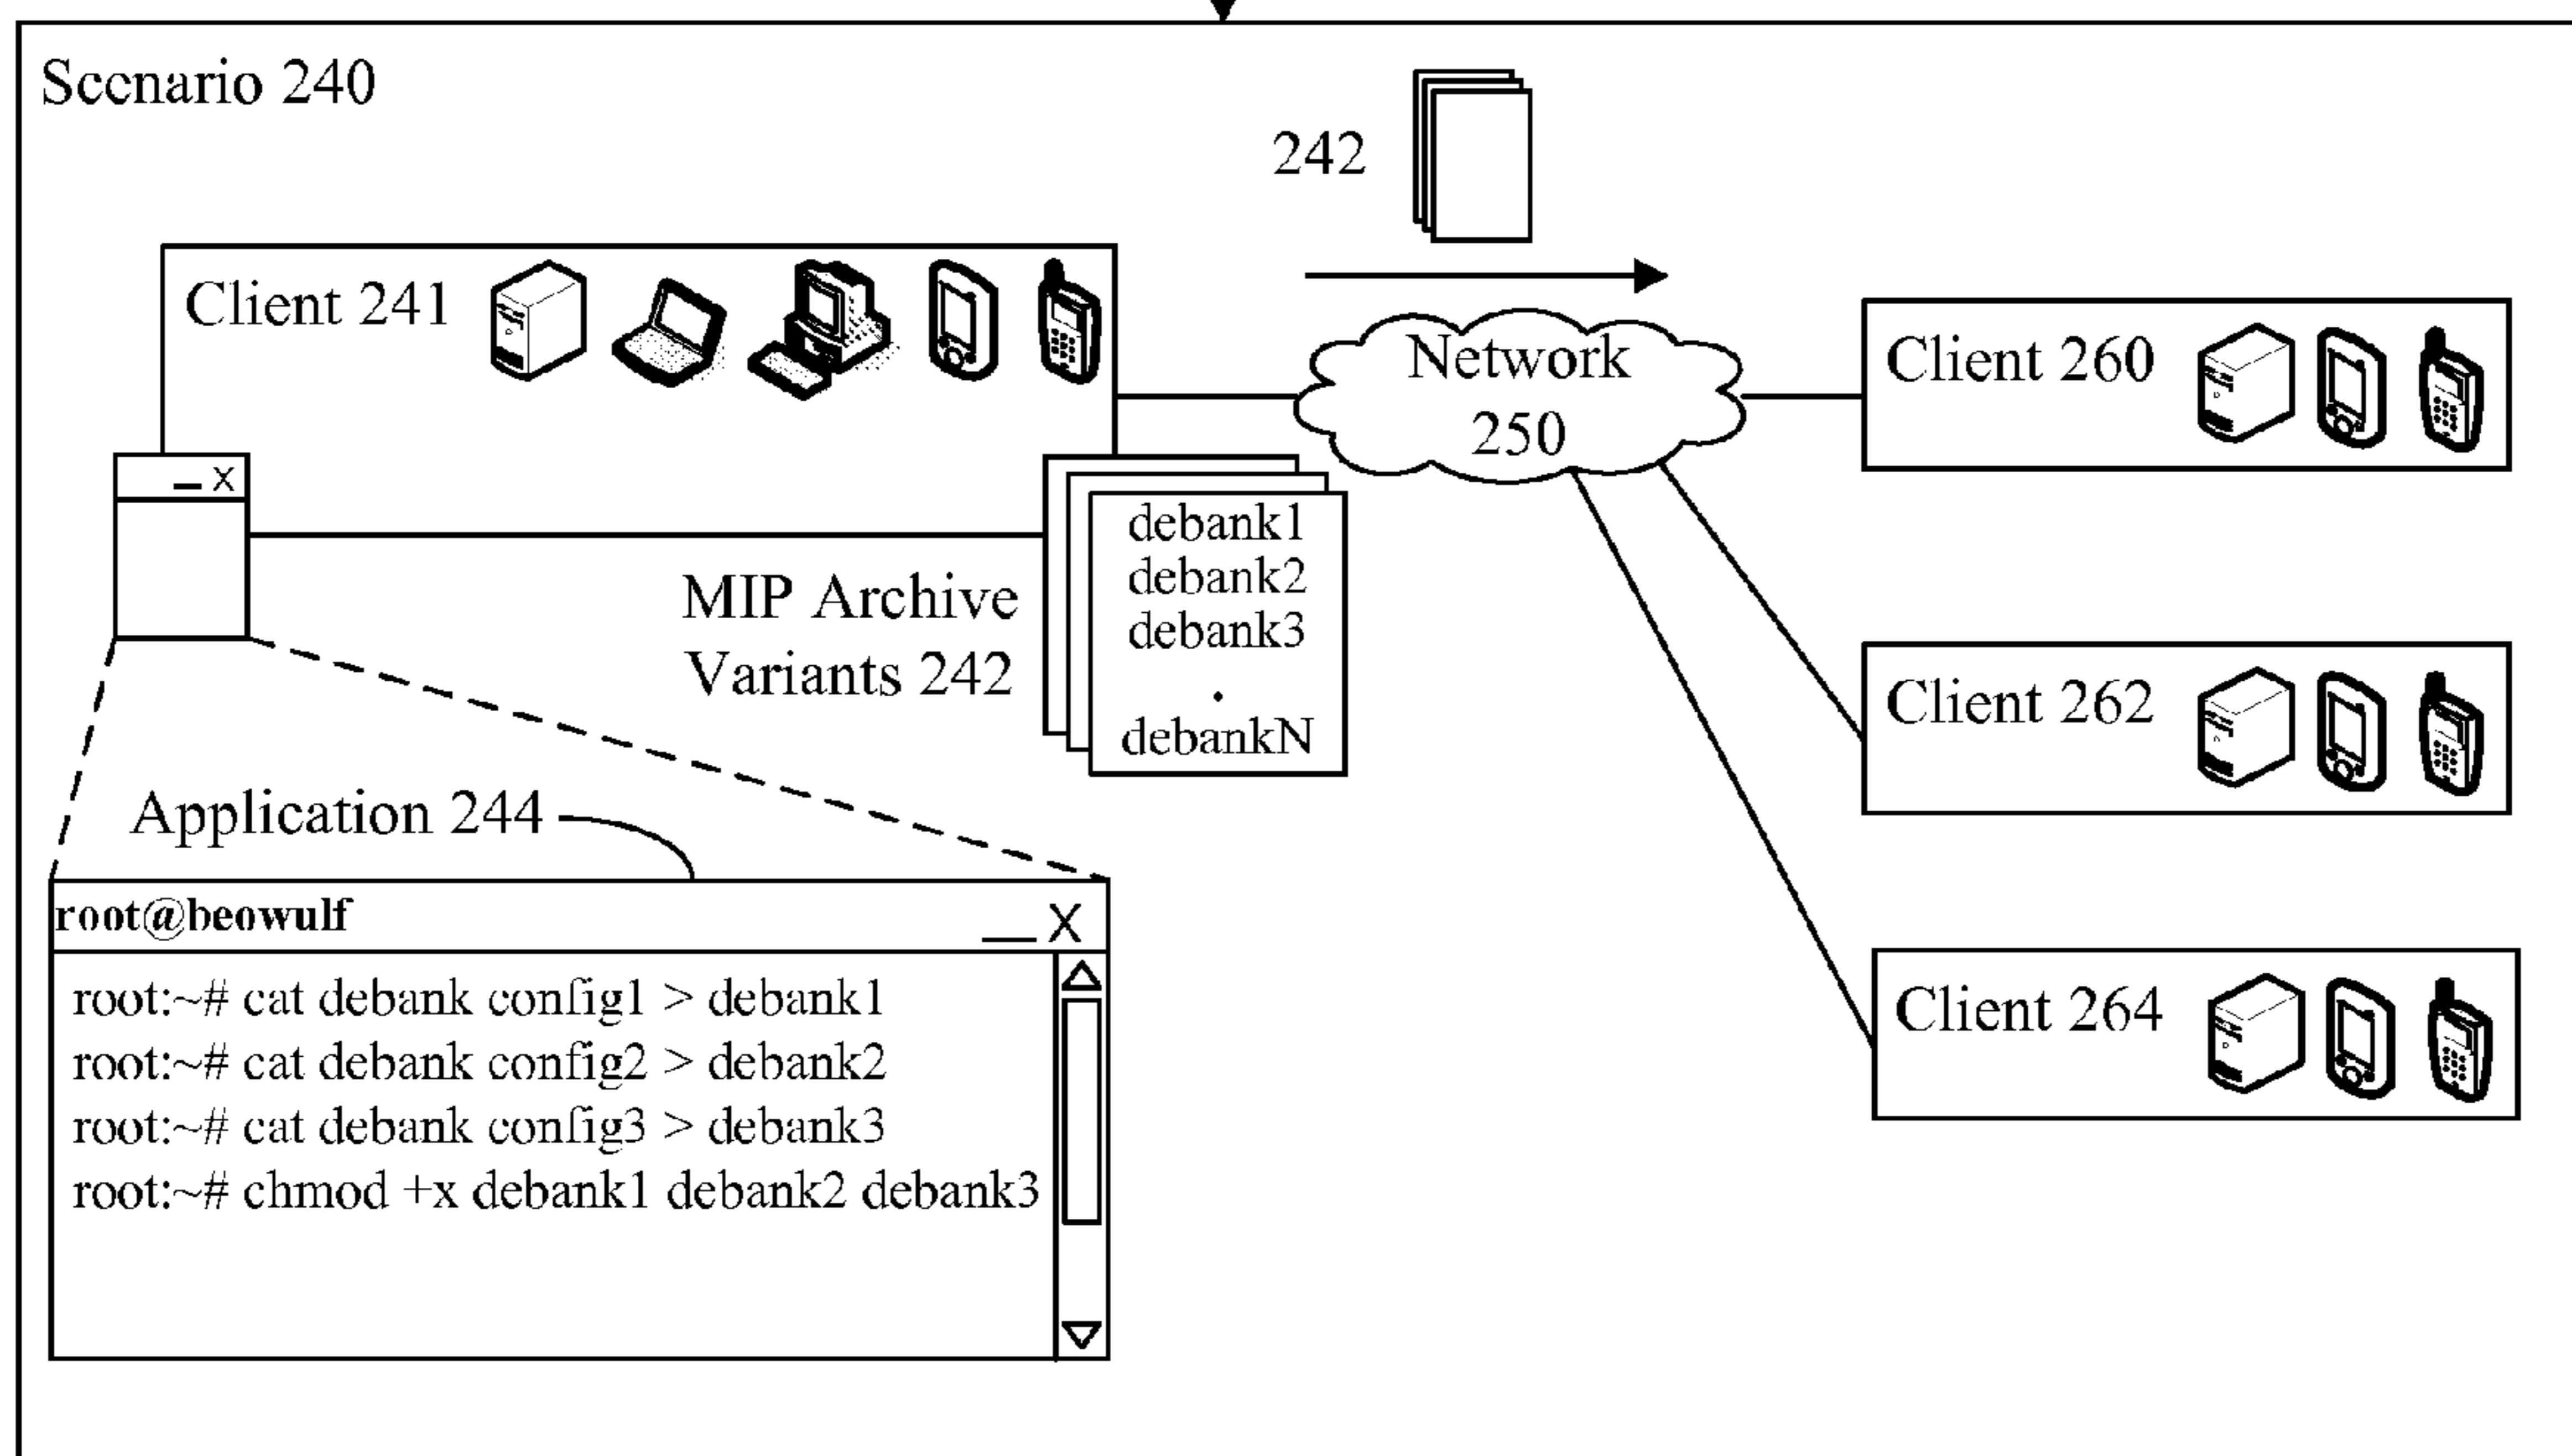 Scenario 240
242
Client 241
Network
250
Client 260
_ X
debank1
debank2
debank3
.
debankN
MIP Archive
Variants 242
Client 262
Application 244
root@beowulf
_ X
root:~# cat debank config1 > debank1
root:~# cat debank config2 > debank2
root:~# cat debank config3 > debank3
root:~# chmod +x debank1 debank2 debank3
Client 264